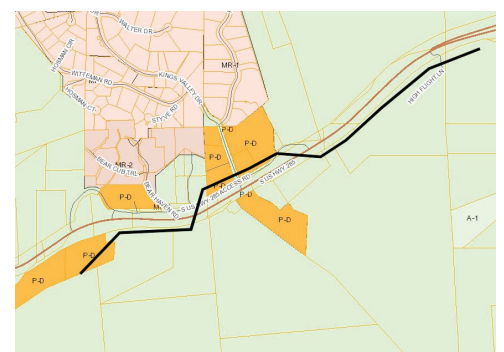 WALTER DR
HOSMAN CIR
WITTEMAN RD
KINGS VALLEY DR
MR-1
HOSMAN CT
STYVE RD
HIGH FLIGHT LN
P-D
P-D
P-D
MR-2
BEAR CUB TRL
S US HWY 285
P-D
BEAR HAVEN RD
S US HWY 285 ACCESS RD
P-D
P-D
A-1
P-D
P-D
P-D